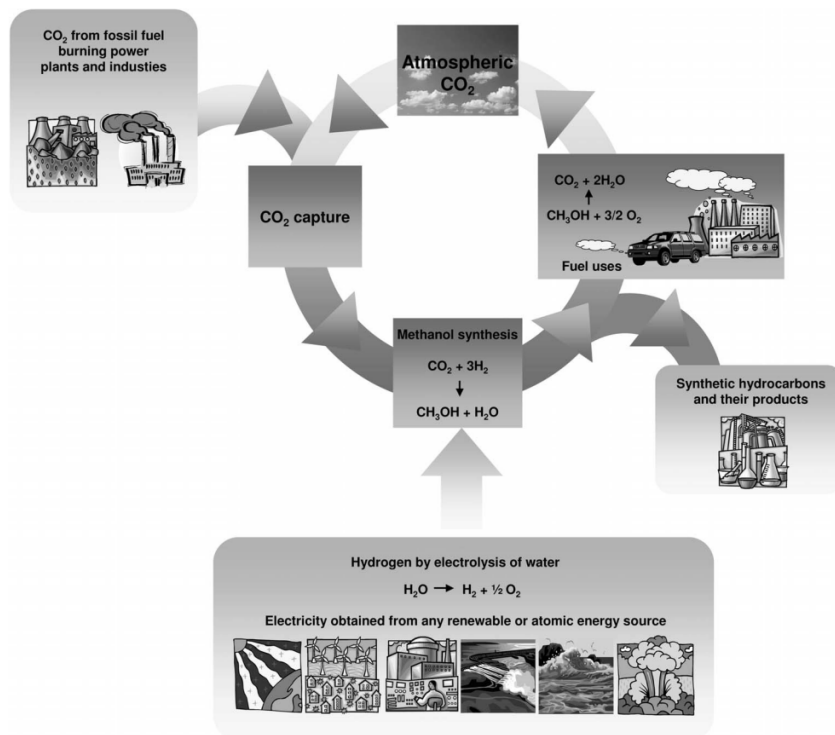 CO₂ from fossil fuel
burning power
plants and industies
Atmospheric
CO₂
CO₂ capture
CO₂ + 2H₂O
↑
CH₃OH + 3/2 O₂
Fuel uses
Methanol synthesis
CO₂ + 3H₂
↓
CH₃OH + H₂O
Synthetic hydrocarbons
and their products
Hydrogen by electrolysis of water
H₂O → H₂ + ½ O₂
Electricity obtained from any renewable or atomic energy source